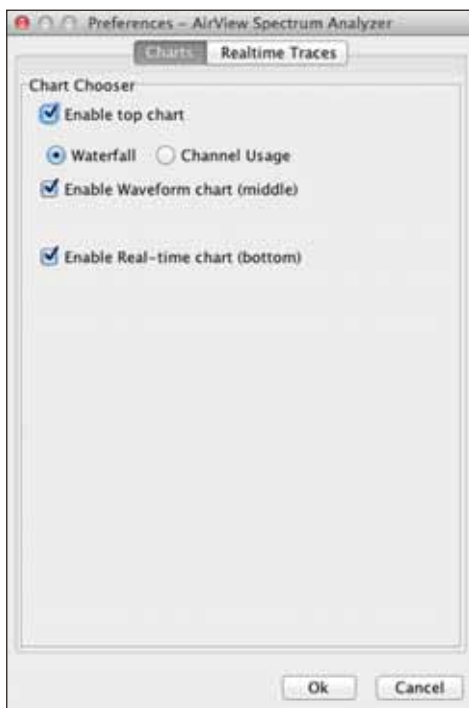 Preferences – AirView Spectrum Analyzer
Charts Realtime Traces
Chart Chooser
Enable top chart
Waterfall Channel Usage
Enable Waveform chart (middle)
Enable Real-time chart (bottom)
Ok Cancel